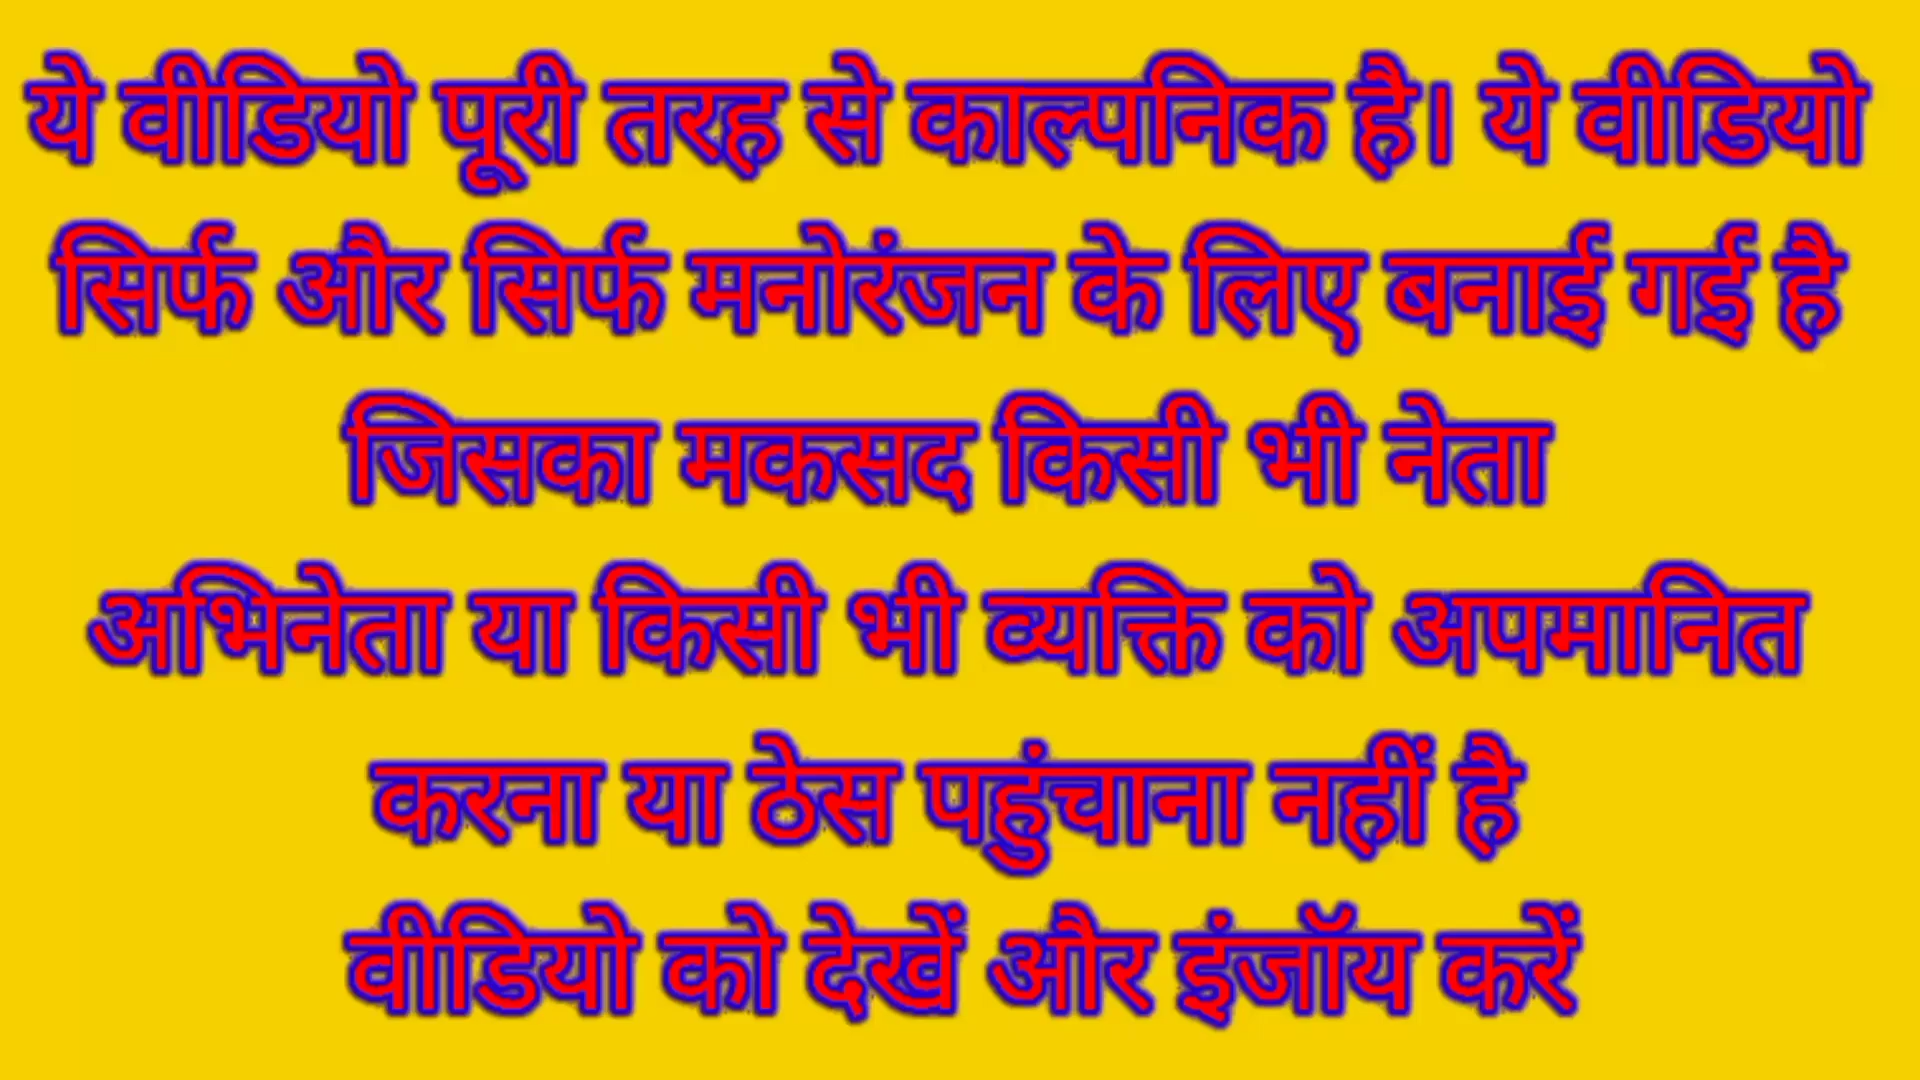 ये वीडियो पूरी तरह से काल्पनिक है। ये वीडियो
सिर्फ और सिर्फ मनोरंजन के लिए बनाई गई है
जिसका मकसद किसी भी नेता
अभिनेता या किसी भी व्यक्ति को अपमानित
करना या ठेस पहुंचाना नहीं है
वीडियो को देखें और इंजॉय करें